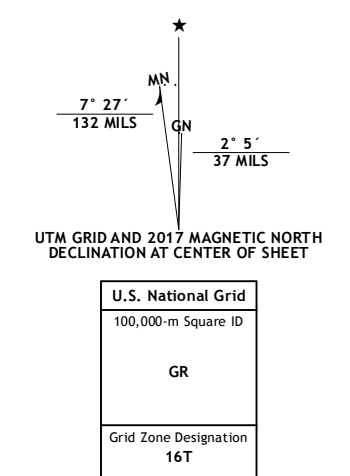 ★
MN
7° 27´
132 MILS
GN
2° 5´
37 MILS
UTM GRID AND 2017 MAGNETIC NORTH
DECLINATION AT CENTER OF SHEET
U.S. National Grid
100,000-m Square ID
GR
Grid Zone Designation
16T